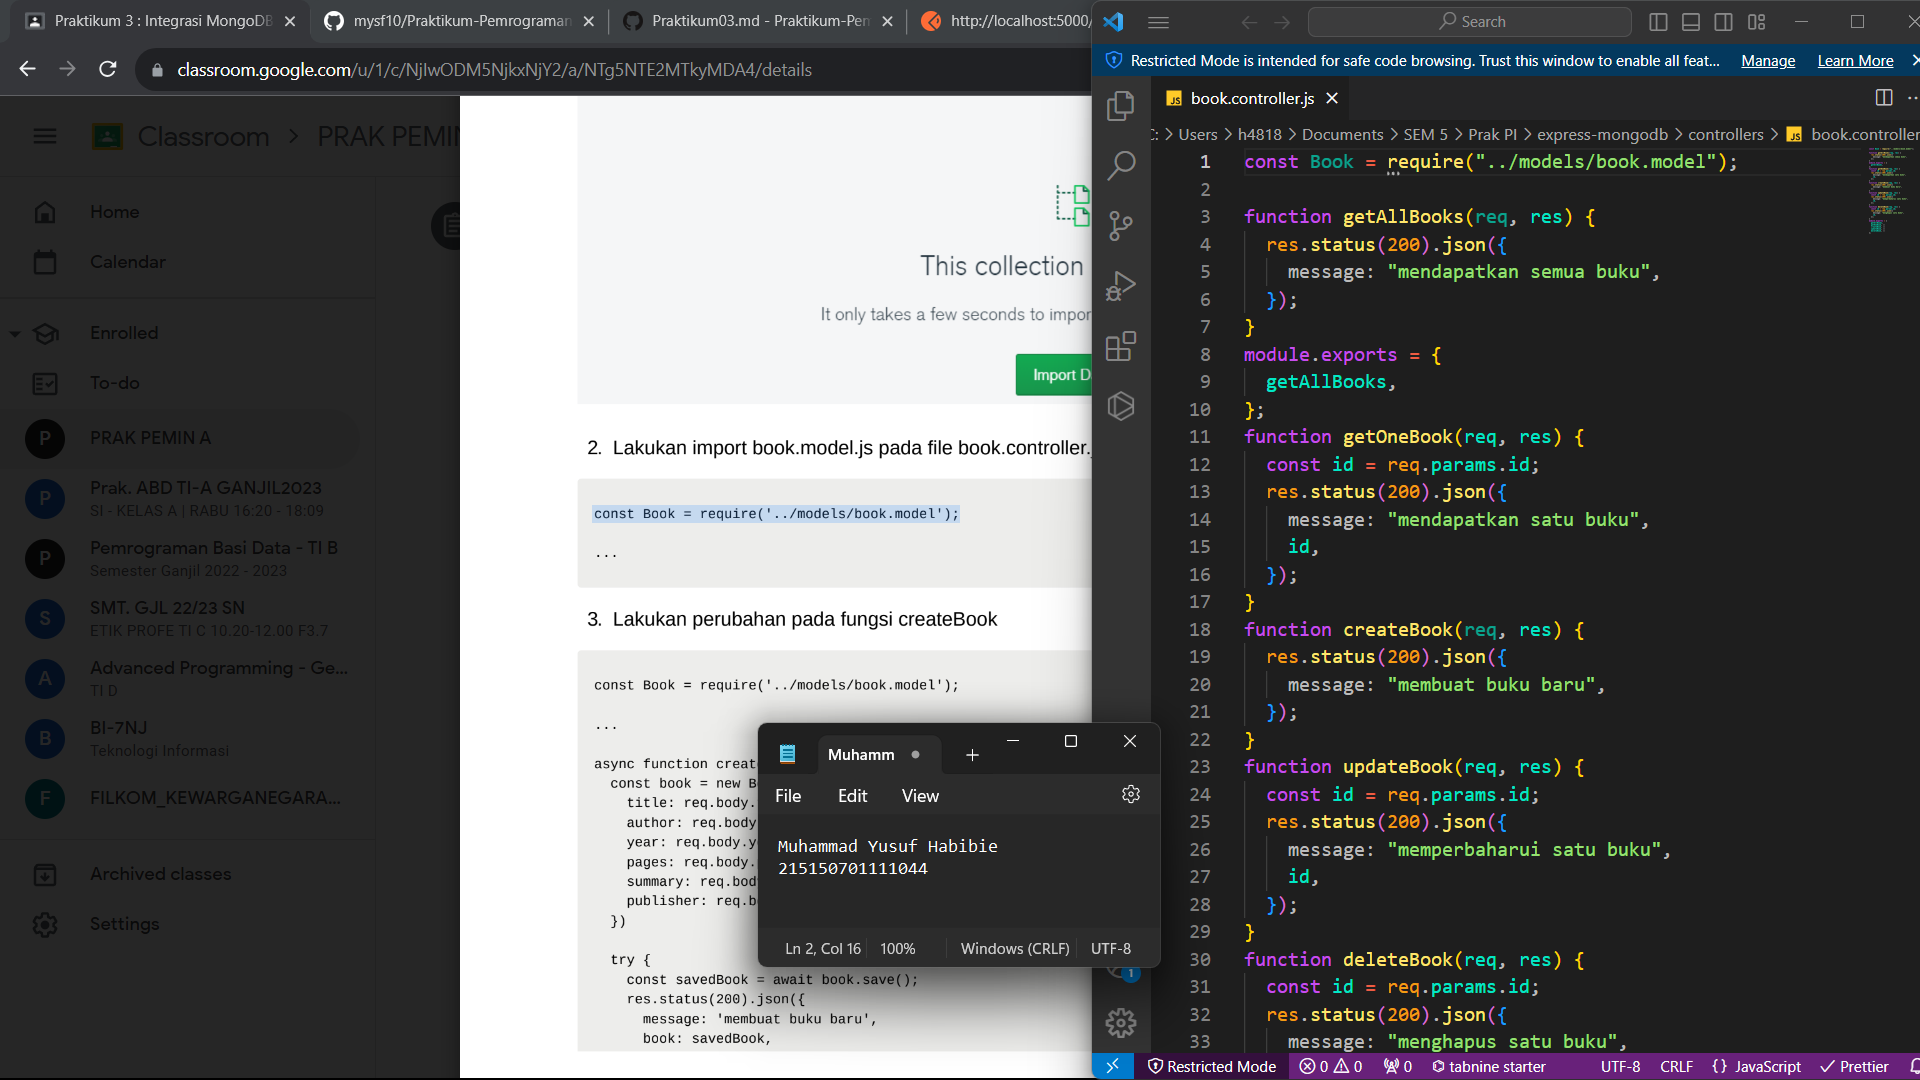 Praktikum 3 : Integrasi MongoDB
mysf10/Praktikum-Pemrograman
Praktikum03.md - Praktikum-Pem
http://localhost:5000/
classroom.google.com/u/1/c/NjIwODM5NjkxNjY2/a/NTg5NTE2MTkyMDA4/details
Classroom > PRAK PEMIN
Home
Calendar
Enrolled
To-do
P
PRAK PEMIN A
P
Prak. ABD TI-A GANJIL2023
SI - KELAS A | RABU 16:20 - 18:09
P
Pemrograman Basi Data - TI B
Semester Ganjil 2022 - 2023
S
SMT. GJL 22/23 SN
ETIK PROFE TI C 10.20-12.00 F3.7
A
Advanced Programming - Ge...
TI D
B
BI-7NJ
Teknologi Informasi
F
FILKOM_KEWARGANEGARA...
Archived classes
Settings
This collection
It only takes a few seconds to impor
Import D
2. Lakukan import book.model.js pada file book.controller.
const Book = require('../models/book.model');
...
3. Lakukan perubahan pada fungsi createBook
const Book = require('../models/book.model');
...
async function creat
const book = new B
title: req.body.
author: req.body
year: req.body.y
pages: req.body.
summary: req.bod
publisher: req.b
})
try {
const savedBook = await book.save();
res.status(200).json({
message: 'membuat buku baru',
book: savedBook,
Muhamm
File Edit View
Muhammad Yusuf Habibie
215150701111044
Ln 2, Col 16 100% Windows (CRLF) UTF-8
Search
Restricted Mode is intended for safe code browsing. Trust this window to enable all feat... Manage Learn More
JS book.controller.js
C: > Users > h4818 > Documents > SEM 5 > Prak PI > express-mongodb > controllers > JS book.controller
1 const Book = require("../models/book.model");
2
3 function getAllBooks(req, res) {
4 res.status(200).json({
5 message: "mendapatkan semua buku",
6 });
7 }
8 module.exports = {
9 getAllBooks,
10 };
11 function getOneBook(req, res) {
12 const id = req.params.id;
13 res.status(200).json({
14 message: "mendapatkan satu buku",
15 id,
16 });
17 }
18 function createBook(req, res) {
19 res.status(200).json({
20 message: "membuat buku baru",
21 });
22 }
23 function updateBook(req, res) {
24 const id = req.params.id;
25 res.status(200).json({
26 message: "memperbaharui satu buku",
27 id,
28 });
29 }
30 function deleteBook(req, res) {
31 const id = req.params.id;
32 res.status(200).json({
33 message: "menghapus satu buku",
1
Restricted Mode 0 0 0 tabnine starter UTF-8 CRLF {} JavaScript Prettier